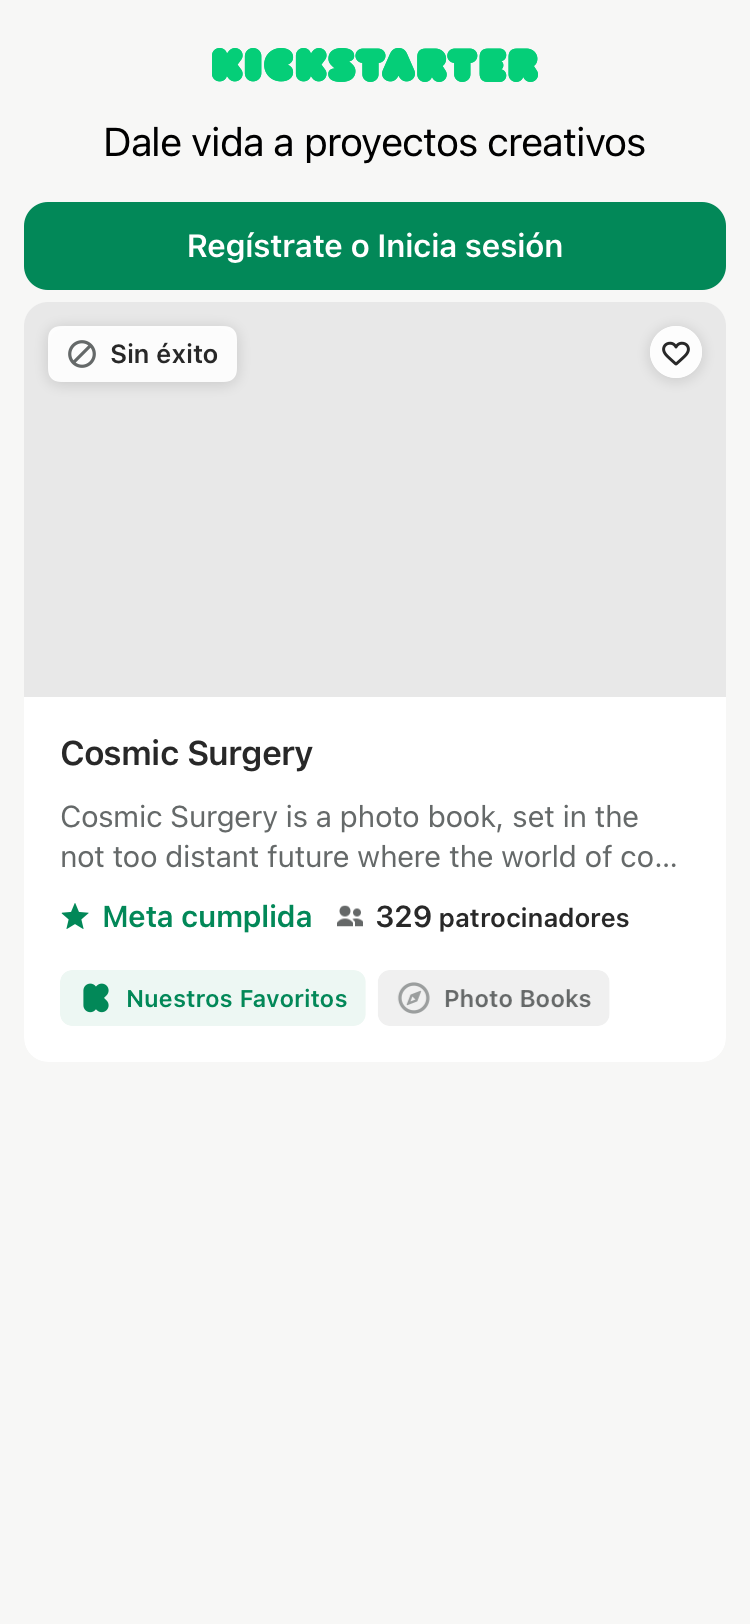 KICKSTARTER
Dale vida a proyectos creativos
Regístrate o Inicia sesión
Sin éxito
Cosmic Surgery
Cosmic Surgery is a photo book, set in the
not too distant future where the world of co...
Meta cumplida 329 patrocinadores
Nuestros Favoritos Photo Books